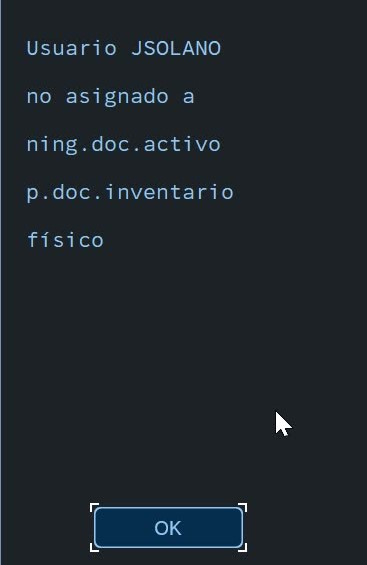 Usuario JSOLANO
no asignado a
ning.doc.activo
p.doc.inventario
físico
OK